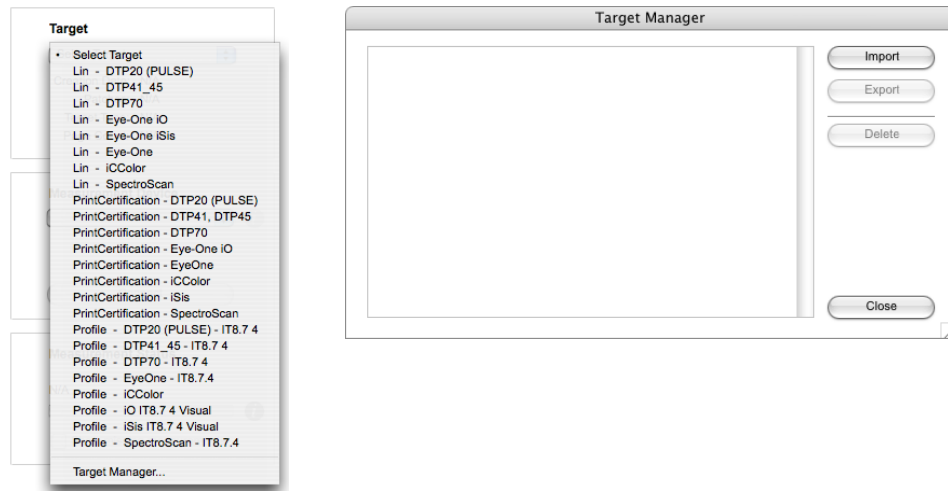 Target
• Select Target
Lin - DTP20 (PULSE)
Lin - DTP41_45
Lin - DTP70
Lin - Eye-One iO
Lin - Eye-One iSis
Lin - Eye-One
Lin - iCColor
Lin - SpectroScan
PrintCertification - DTP20 (PULSE)
PrintCertification - DTP41, DTP45
PrintCertification - DTP70
PrintCertification - Eye-One iO
PrintCertification - EyeOne
PrintCertification - iCColor
PrintCertification - iSis
PrintCertification - SpectroScan
Profile - DTP20 (PULSE) - IT8.7 4
Profile - DTP41_45 - IT8.7 4
Profile - DTP70 - IT8.7 4
Profile - EyeOne - IT8.7.4
Profile - iCColor
Profile - iO IT8.7 4 Visual
Profile - iSis IT8.7 4 Visual
Profile - SpectroScan - IT8.7.4
Target Manager...
Target Manager
Import
Export
Delete
Close